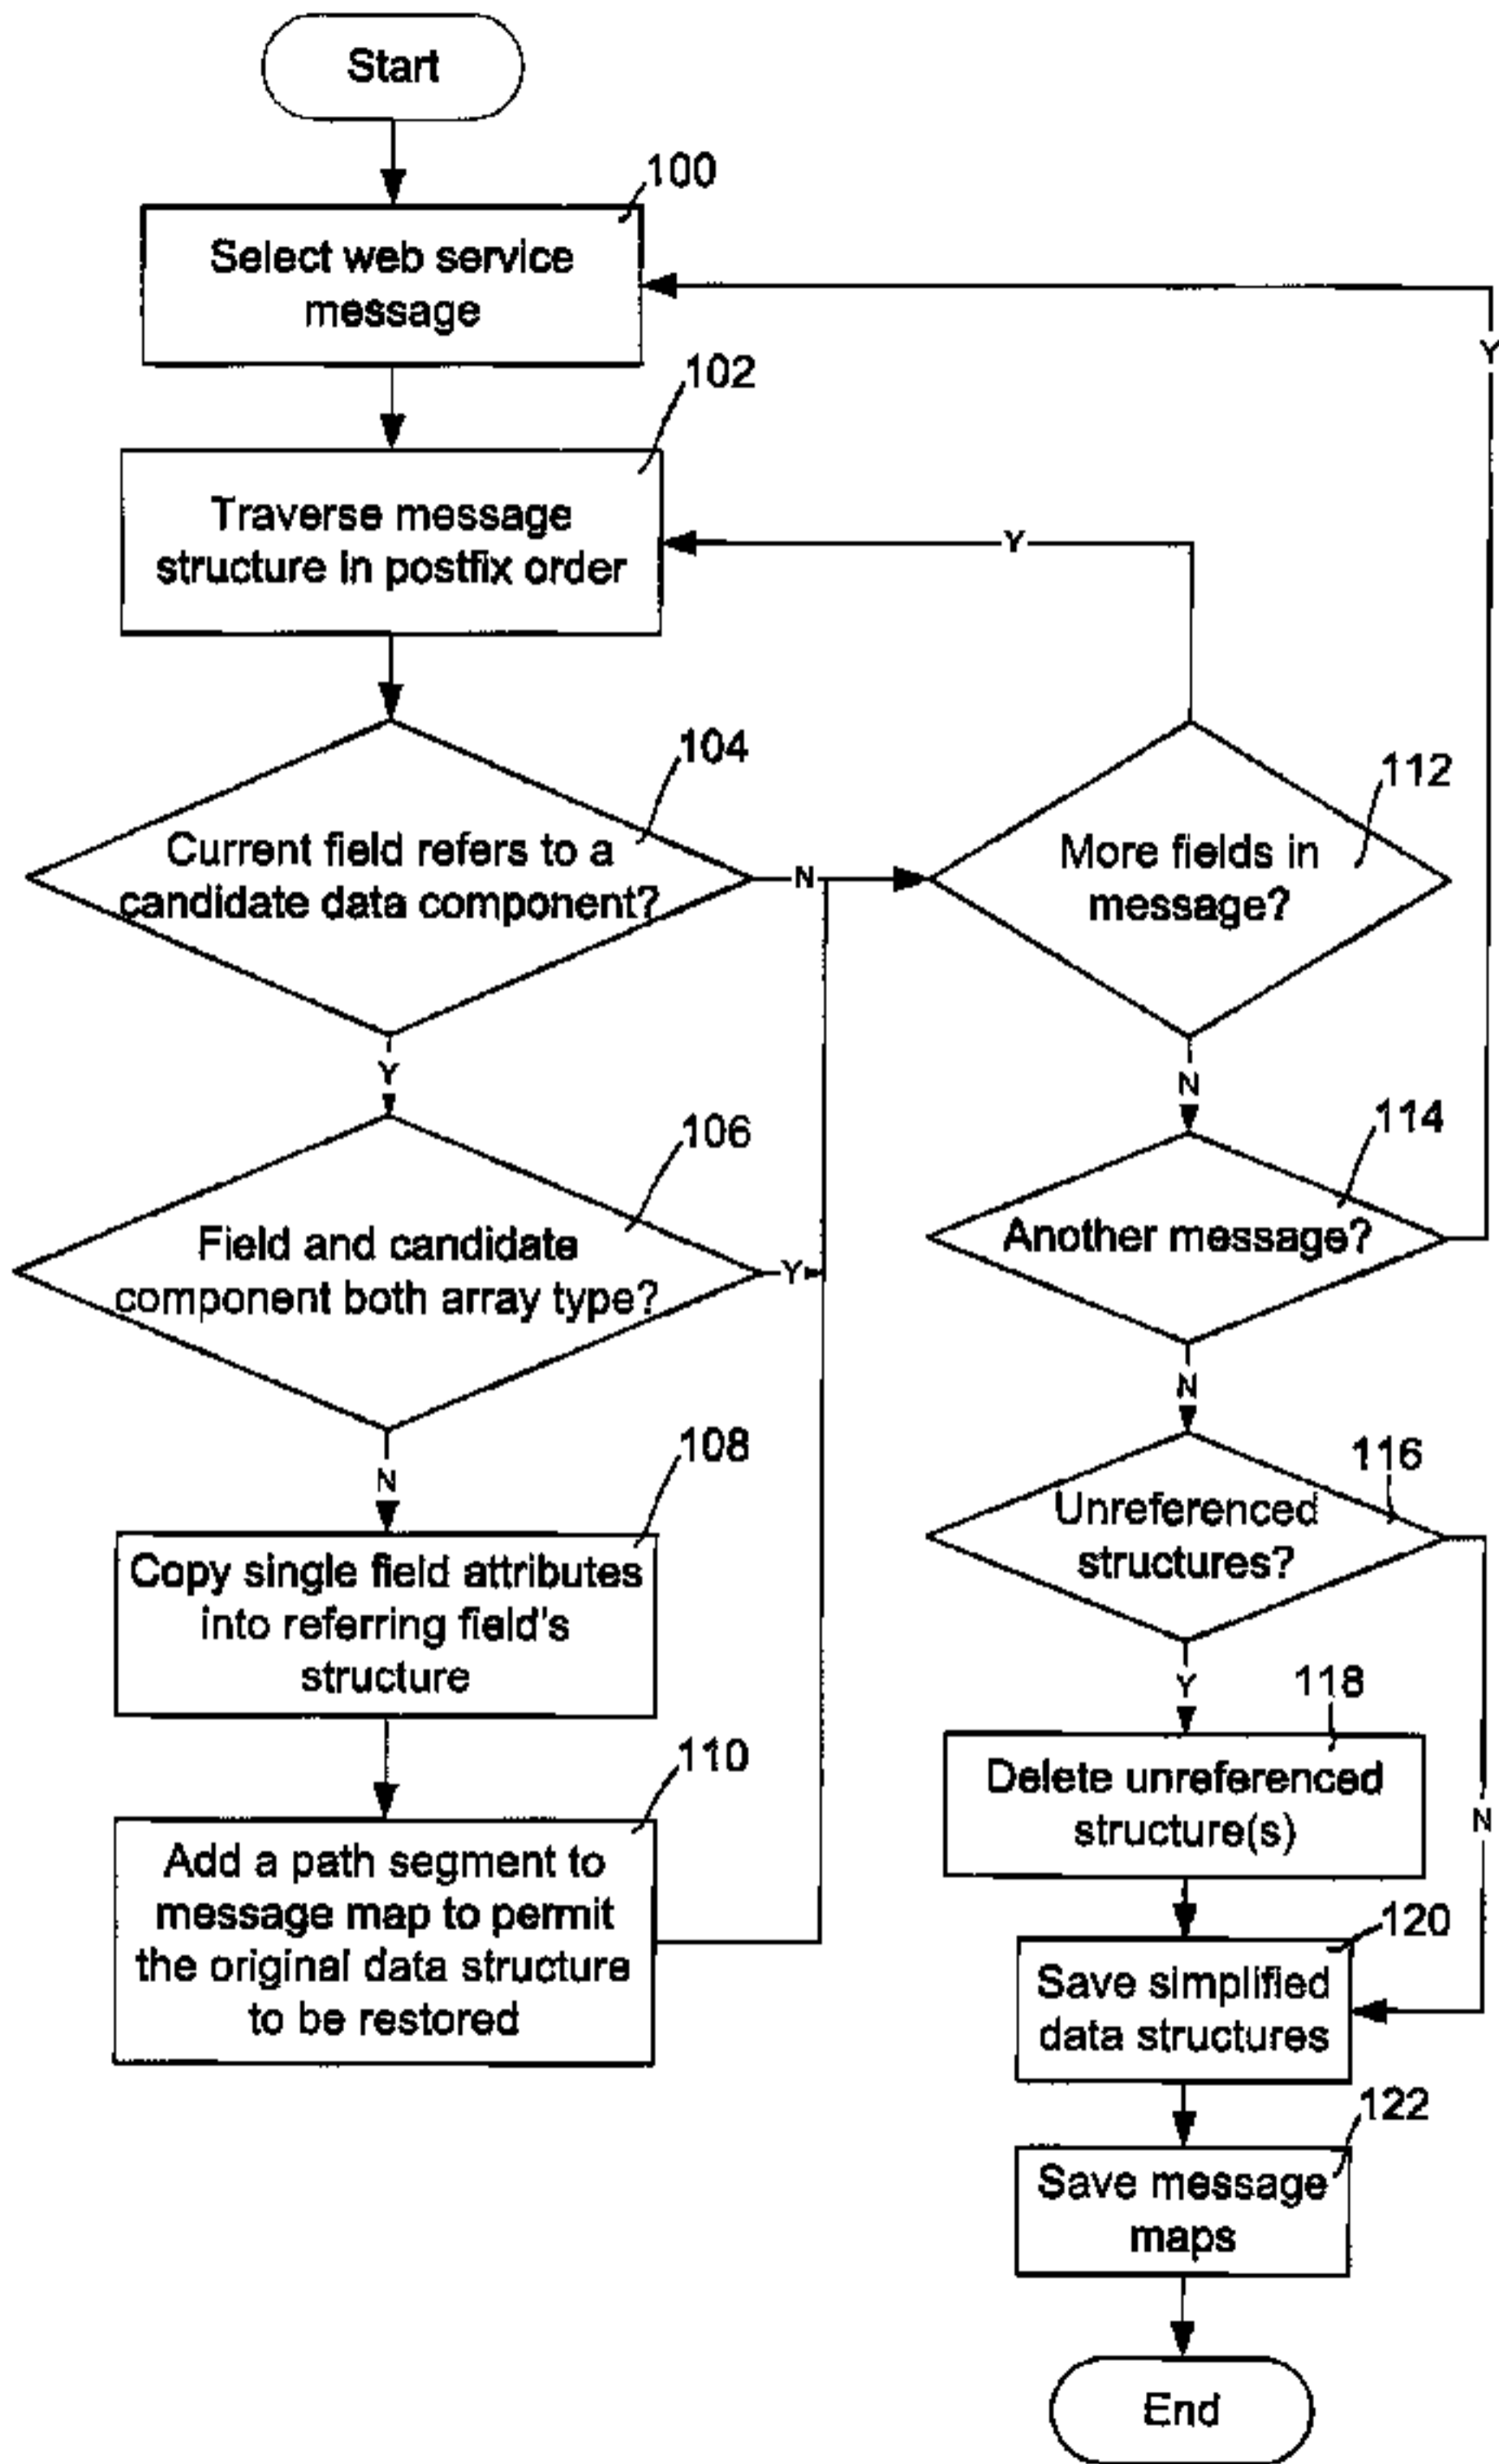 Start
100
Select web service
message
102
Traverse message
structure in postfix order
Y
Y
104
Current field refers to a
candidate data component?
N
112
More fields in
message?
Y
N
106
Field and candidate
component both array type?
Y
114
Another message?
N
N
108
Copy single field attributes
into referring field's
structure
116
Unreferenced
structures?
Y
N
110
Add a path segment to
message map to permit
the original data structure
to be restored
118
Delete unreferenced
structure(s)
120
Save simplified
data structures
122
Save message
maps
End